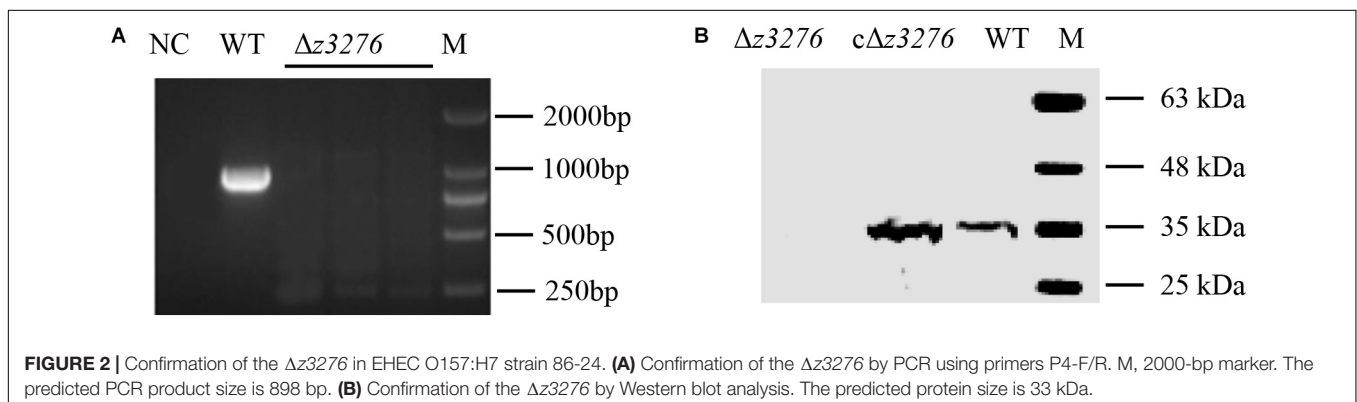 A NC WT Δz3276 M
2000bp
1000bp
500bp
250bp
B Δz3276 cΔz3276 WT M
63 kDa
48 kDa
35 kDa
25 kDa
FIGURE 2 | Confirmation of the Δz3276 in EHEC O157:H7 strain 86-24. (A) Confirmation of the Δz3276 by PCR using primers P4-F/R. M, 2000-bp marker. The
predicted PCR product size is 898 bp. (B) Confirmation of the Δz3276 by Western blot analysis. The predicted protein size is 33 kDa.